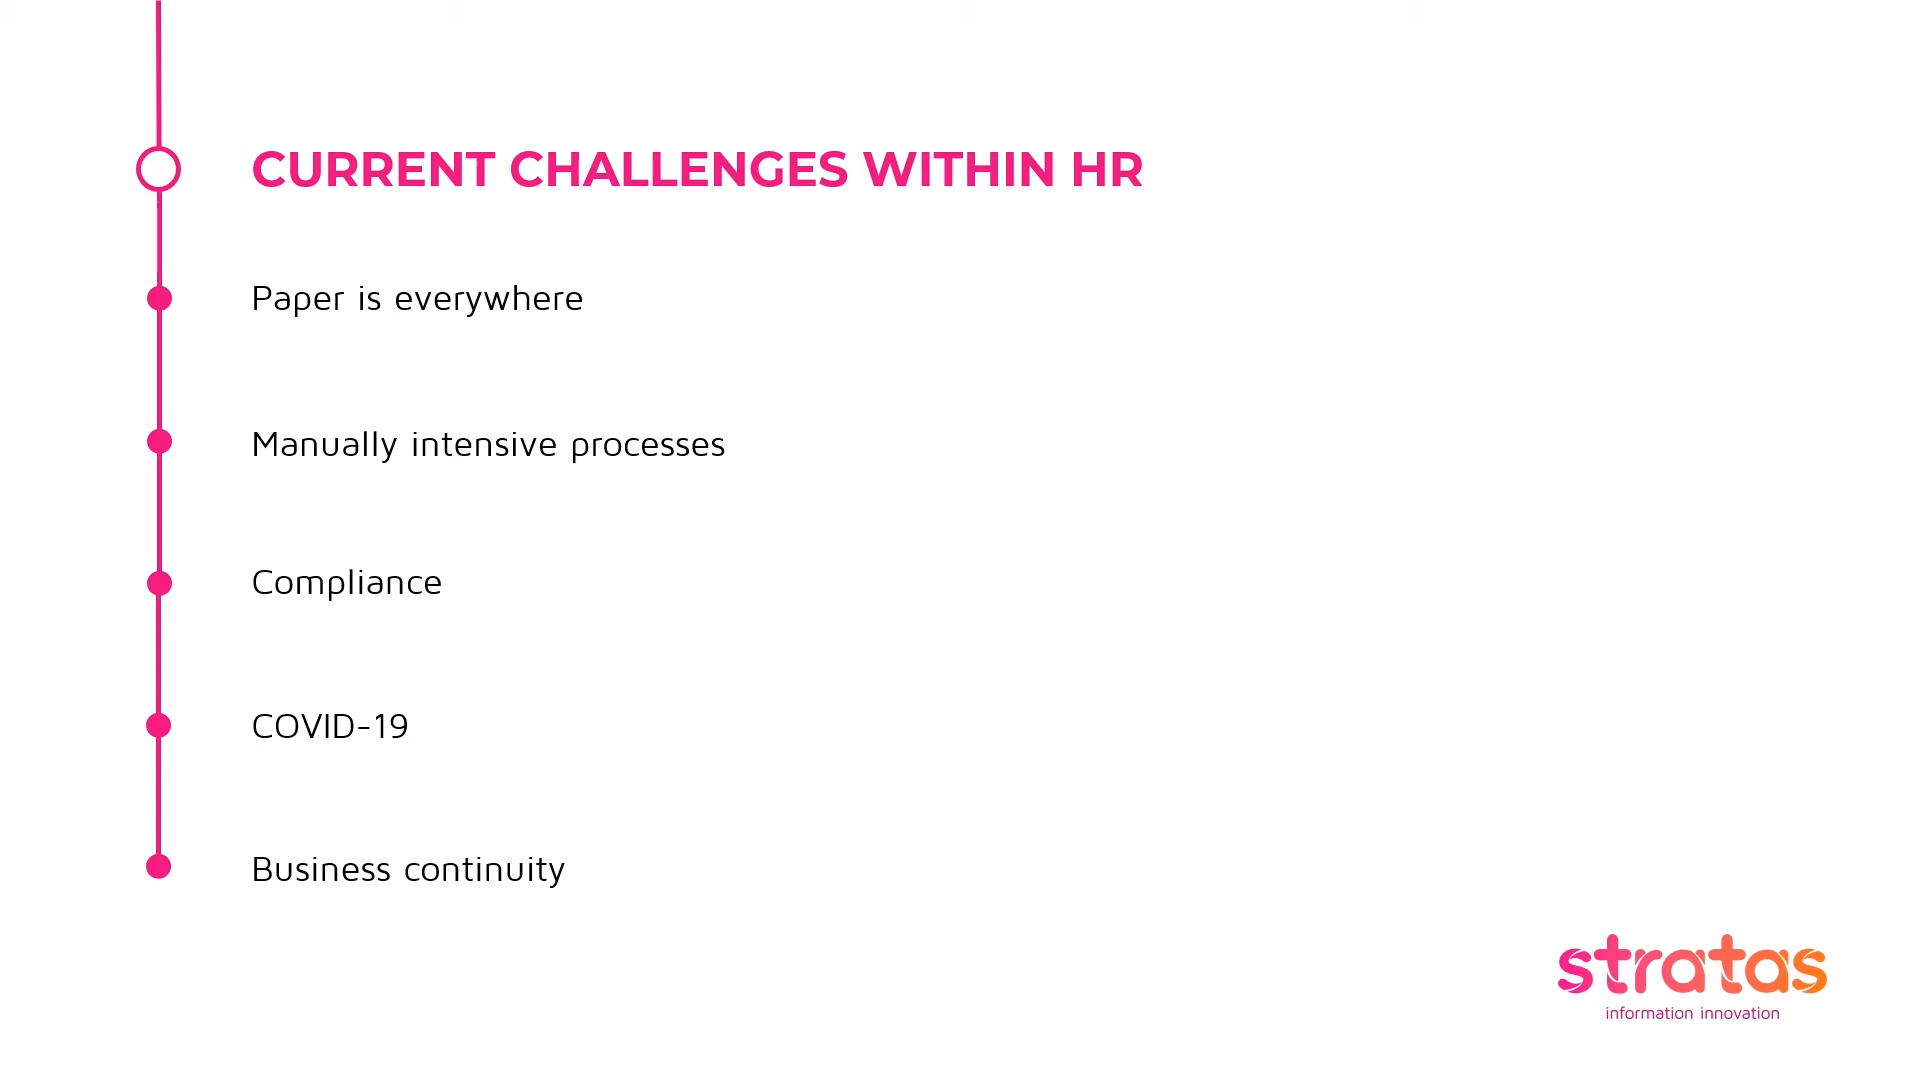 CURRENT CHALLENGES WITHIN HR
Paper is everywhere
Manually intensive processes
Compliance
COVID-19
Business continuity
stratas
information innovation